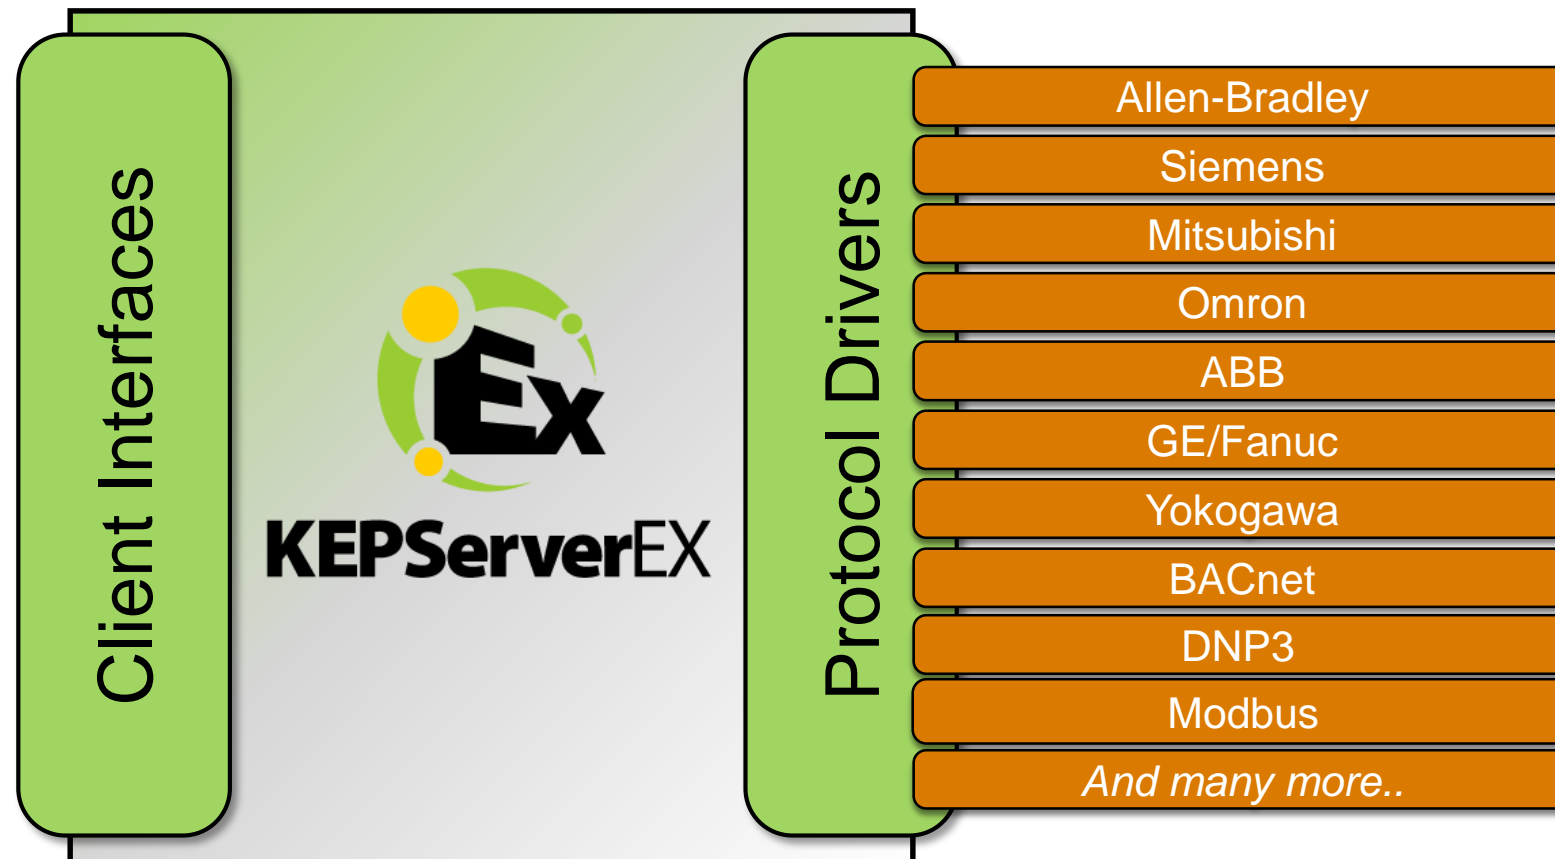 Client Interfaces
Ex
KEPServerEX
Protocol Drivers
Allen-Bradley
Siemens
Mitsubishi
Omron
ABB
GE/Fanuc
Yokogawa
BACnet
DNP3
Modbus
And many more..